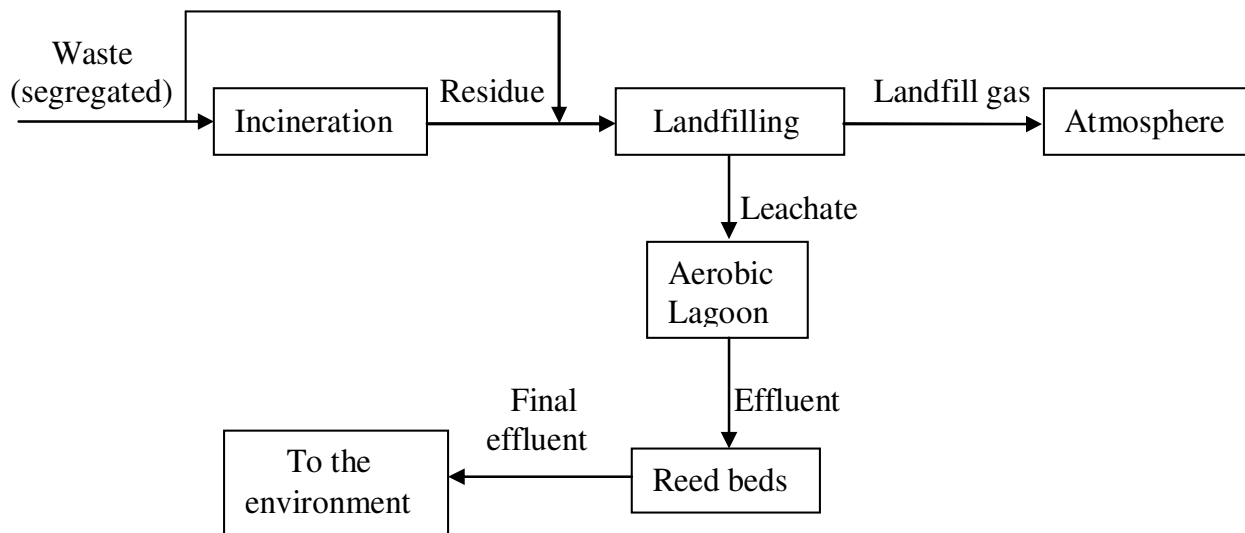 Waste
(segregated)
Incineration
Residue
Landfilling
Landfill gas
Atmosphere
Leachate
Aerobic
Lagoon
Effluent
Reed beds
Final
effluent
To the
environment